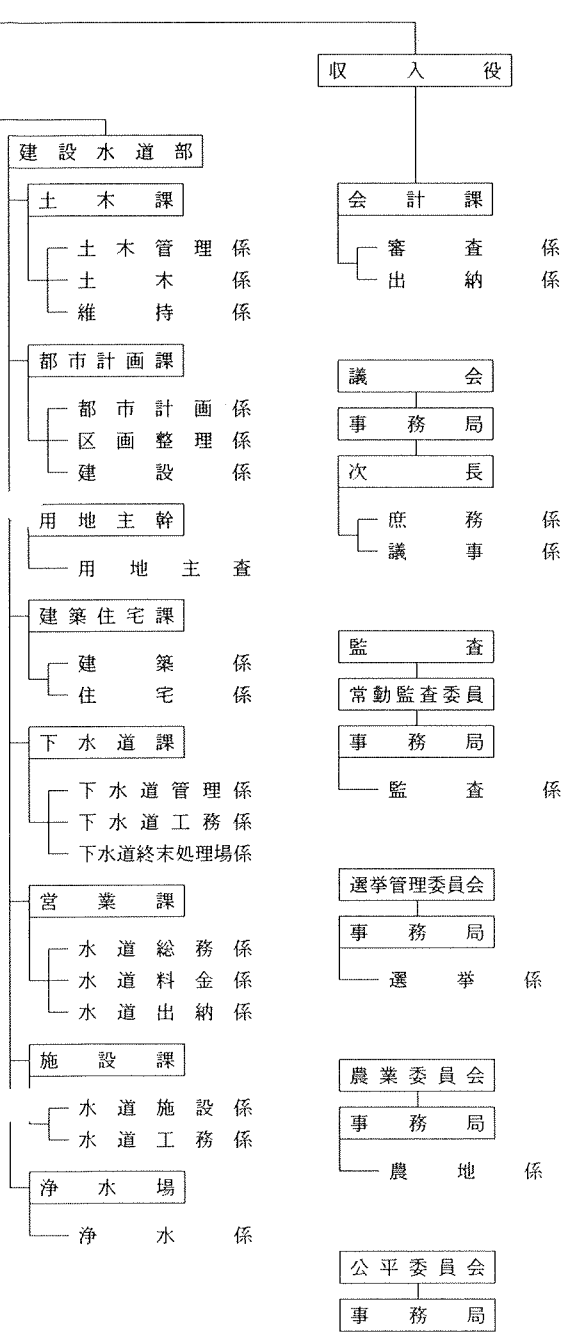 建設水道部
土木課
土木管理係
土木係
維持係
都市計画課
都市計画係
区画整理係
建設係
用地主幹
用地主査
建築住宅課
建築係
住宅係
下水道課
下水道管理係
下水道工務係
下水道終末処理場係
営業課
水道総務係
水道料金係
水道出納係
施設課
水道施設係
水道工務係
浄水場
浄水係
収入役
会計課
審査係
出納係
議会
事務局
次長
庶務係
議事係
監査
常勤監査委員
事務局
監査係
選挙管理委員会
事務局
選挙係
農業委員会
事務局
農地係
公平委員会
事務局